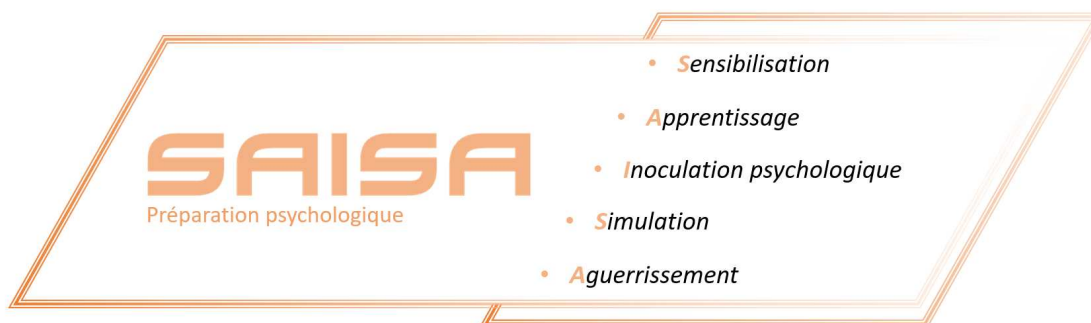 SAISA
Préparation psychologique
• Sensibilisation
• Apprentissage
• Inoculation psychologique
• Simulation
• Aguerrissement